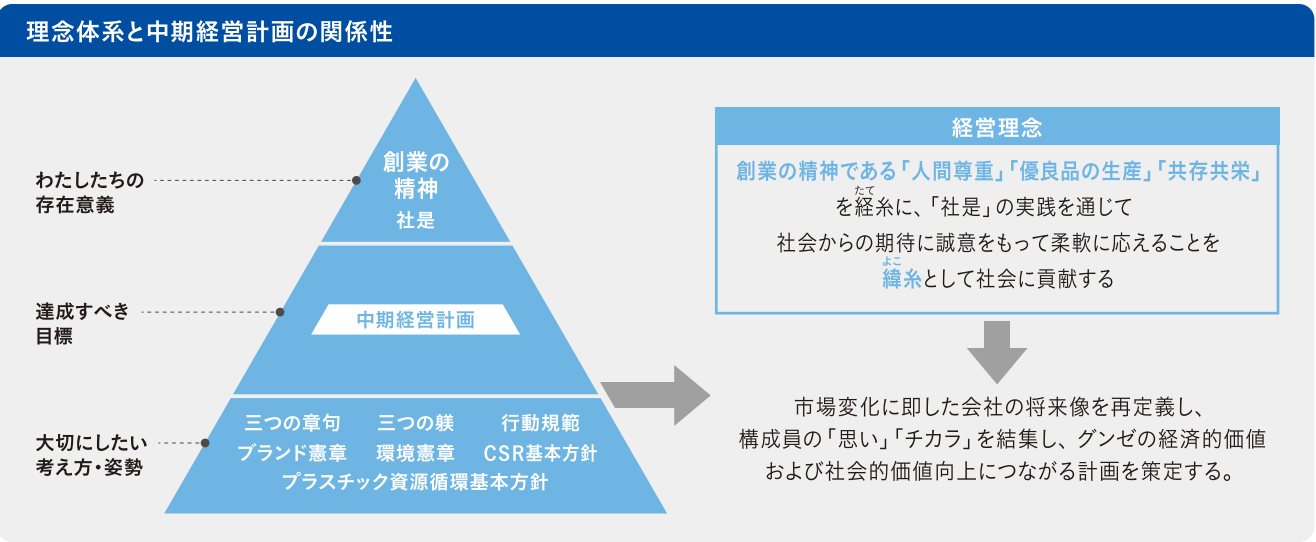 理念体系と中期経営計画の関係性
わたしたちの
存在意義
創業の
精神
社是
達成すべき
目標
中期経営計画
大切にしたい
考え方・姿勢
三つの章句 三つの躾 行動規範
ブランド憲章 環境憲章 CSR基本方針
プラスチック資源循環基本方針
経営理念
創業の精神である「人間尊重」「優良品の生産」「共存共栄」
たて
を経糸に、「社是」の実践を通じて
社会からの期待に誠意をもって柔軟に応えることを
よこ
緯糸として社会に貢献する
市場変化に即した会社の将来像を再定義し、
構成員の「思い」「チカラ」を結集し、グンゼの経済的価値
および社会的価値向上につながる計画を策定する。